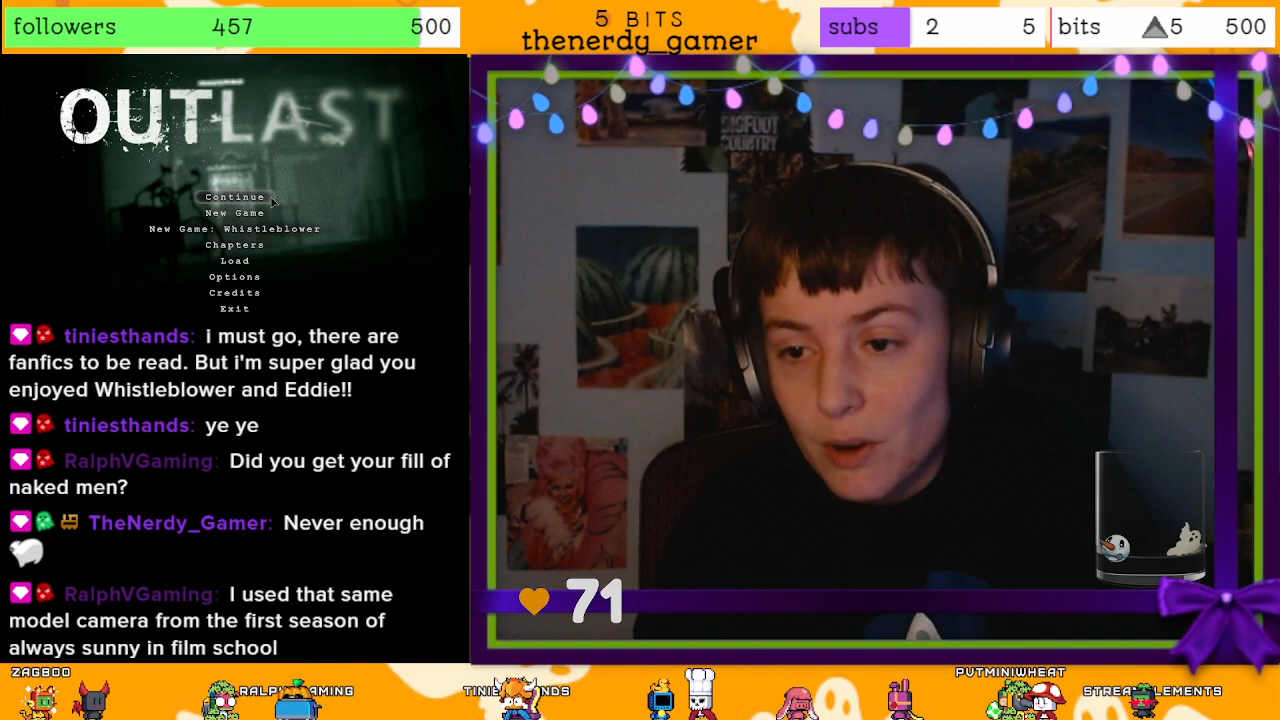 followers 457 500
5 BITS
thenerdy_gamer
subs 2 5
bits 5 500
OUTLAST
Continue
New Game
New Game: Whistleblower
Chapters
Load
Options
Credits
Exit
BIGFOOT
COUNTRY
tiniesthands: i must go, there are
fanfics to be read. But i'm super glad you
enjoyed Whistleblower and Eddie!!
tiniesthands: ye ye
RalphVGaming: Did you get your fill of
naked men?
TheNerdy_Gamer: Never enough
RalphVGaming: I used that same
model camera from the first season of
always sunny in film school
71
ZAGBOO
PUTMINIWHEAT